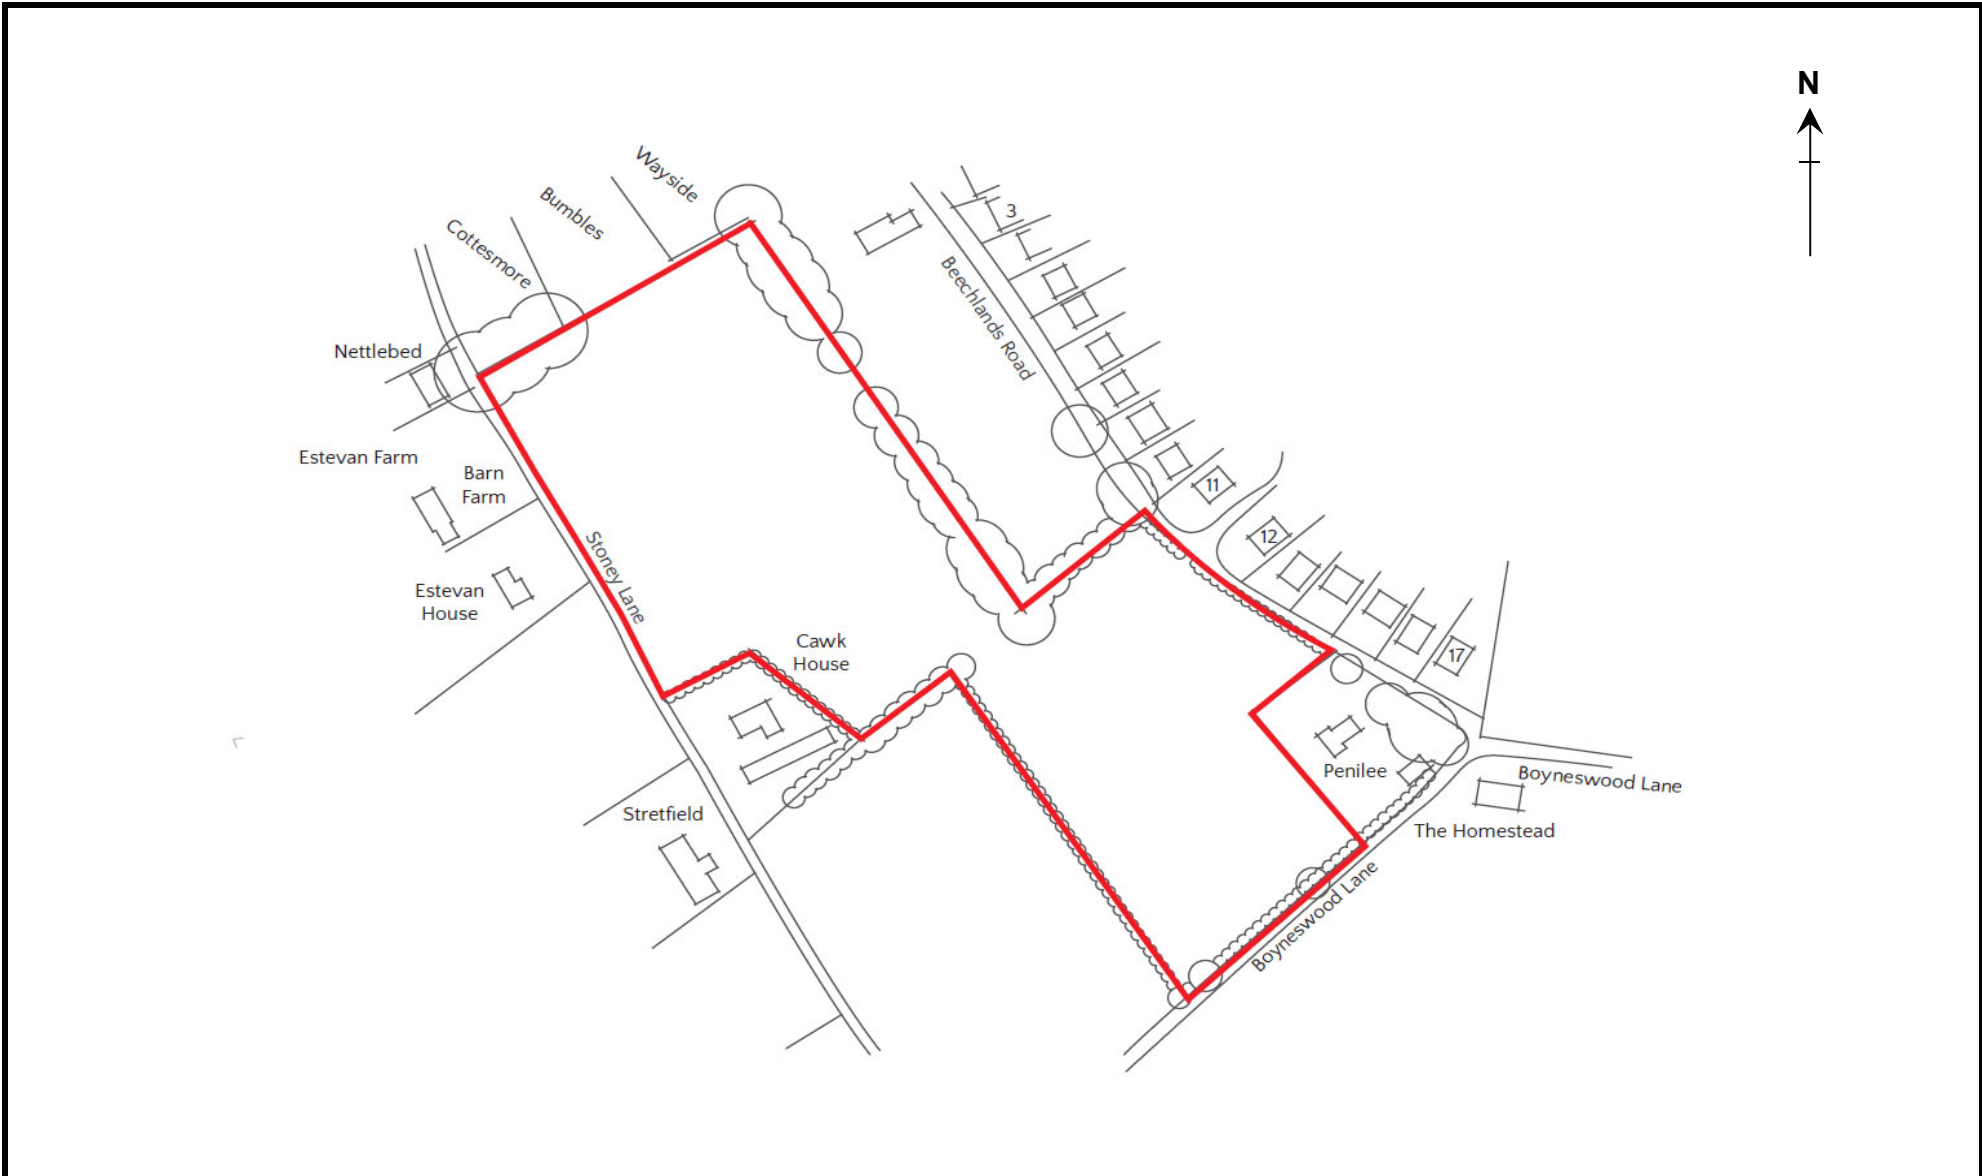 N
Wayside
Bumbles
Cottesmore
3
Nettlebed
Beechlands Road
Estevan Farm
Barn
Farm
11
12
Stoney Lane
Estevan
House
Cawk
House
17
Penilee
Boyneswood Lane
Stretfield
The Homestead
Boyneswood Lane